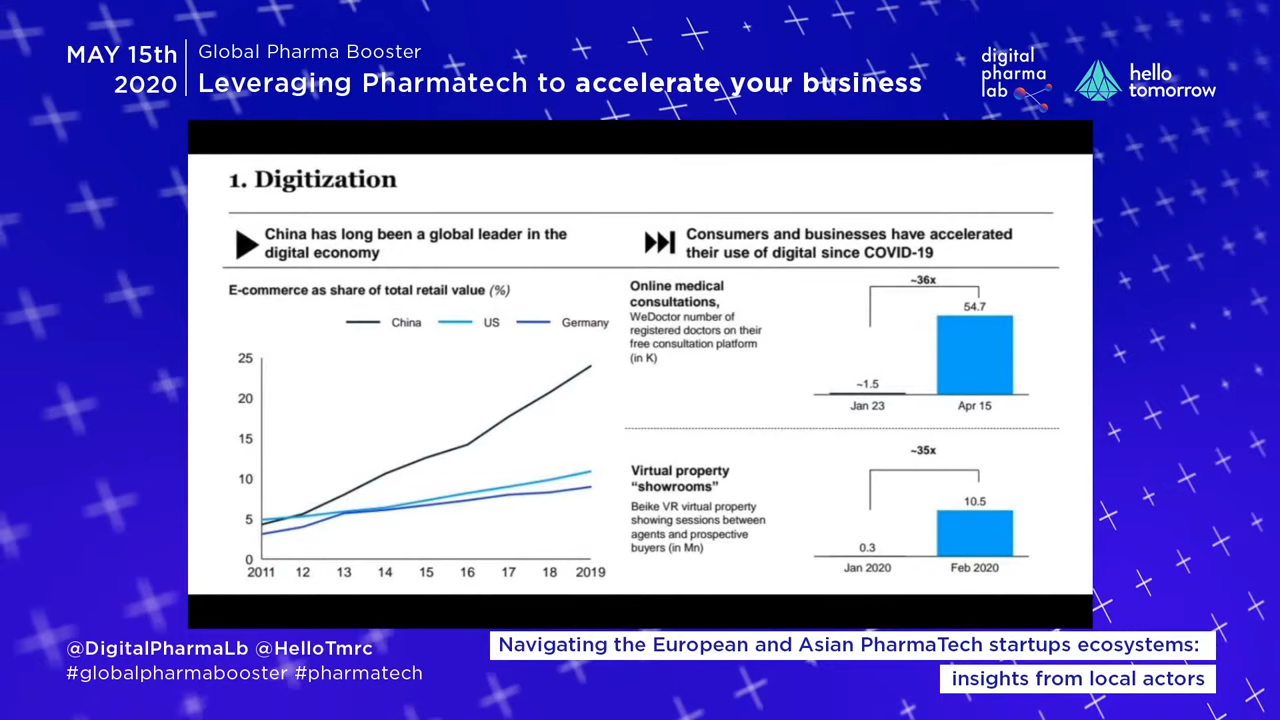 MAY 15th
2020
Global Pharma Booster
Leveraging Pharmatech to accelerate your business
digital
pharma
lab
hello
tomorrow
1. Digitization
China has long been a global leader in the
digital economy
E-commerce as share of total retail value (%)
China
US
Germany
25
20
15
10
5
0
2011
12
13
14
15
16
17
18
2019
Consumers and businesses have accelerated
their use of digital since COVID-19
Online medical
consultations,
WeDoctor number of
registered doctors on their
free consultation platform
(in K)
~36x
54.7
~1.5
Jan 23
Apr 15
Virtual property
“showrooms”
Beike VR virtual property
showing sessions between
agents and prospective
buyers (in Mn)
~35x
10.5
0.3
Jan 2020
Feb 2020
@DigitalPharmaLb @HelloTmrc
#globalpharmabooster #pharmatech
Navigating the European and Asian PharmaTech startups ecosystems:
insights from local actors